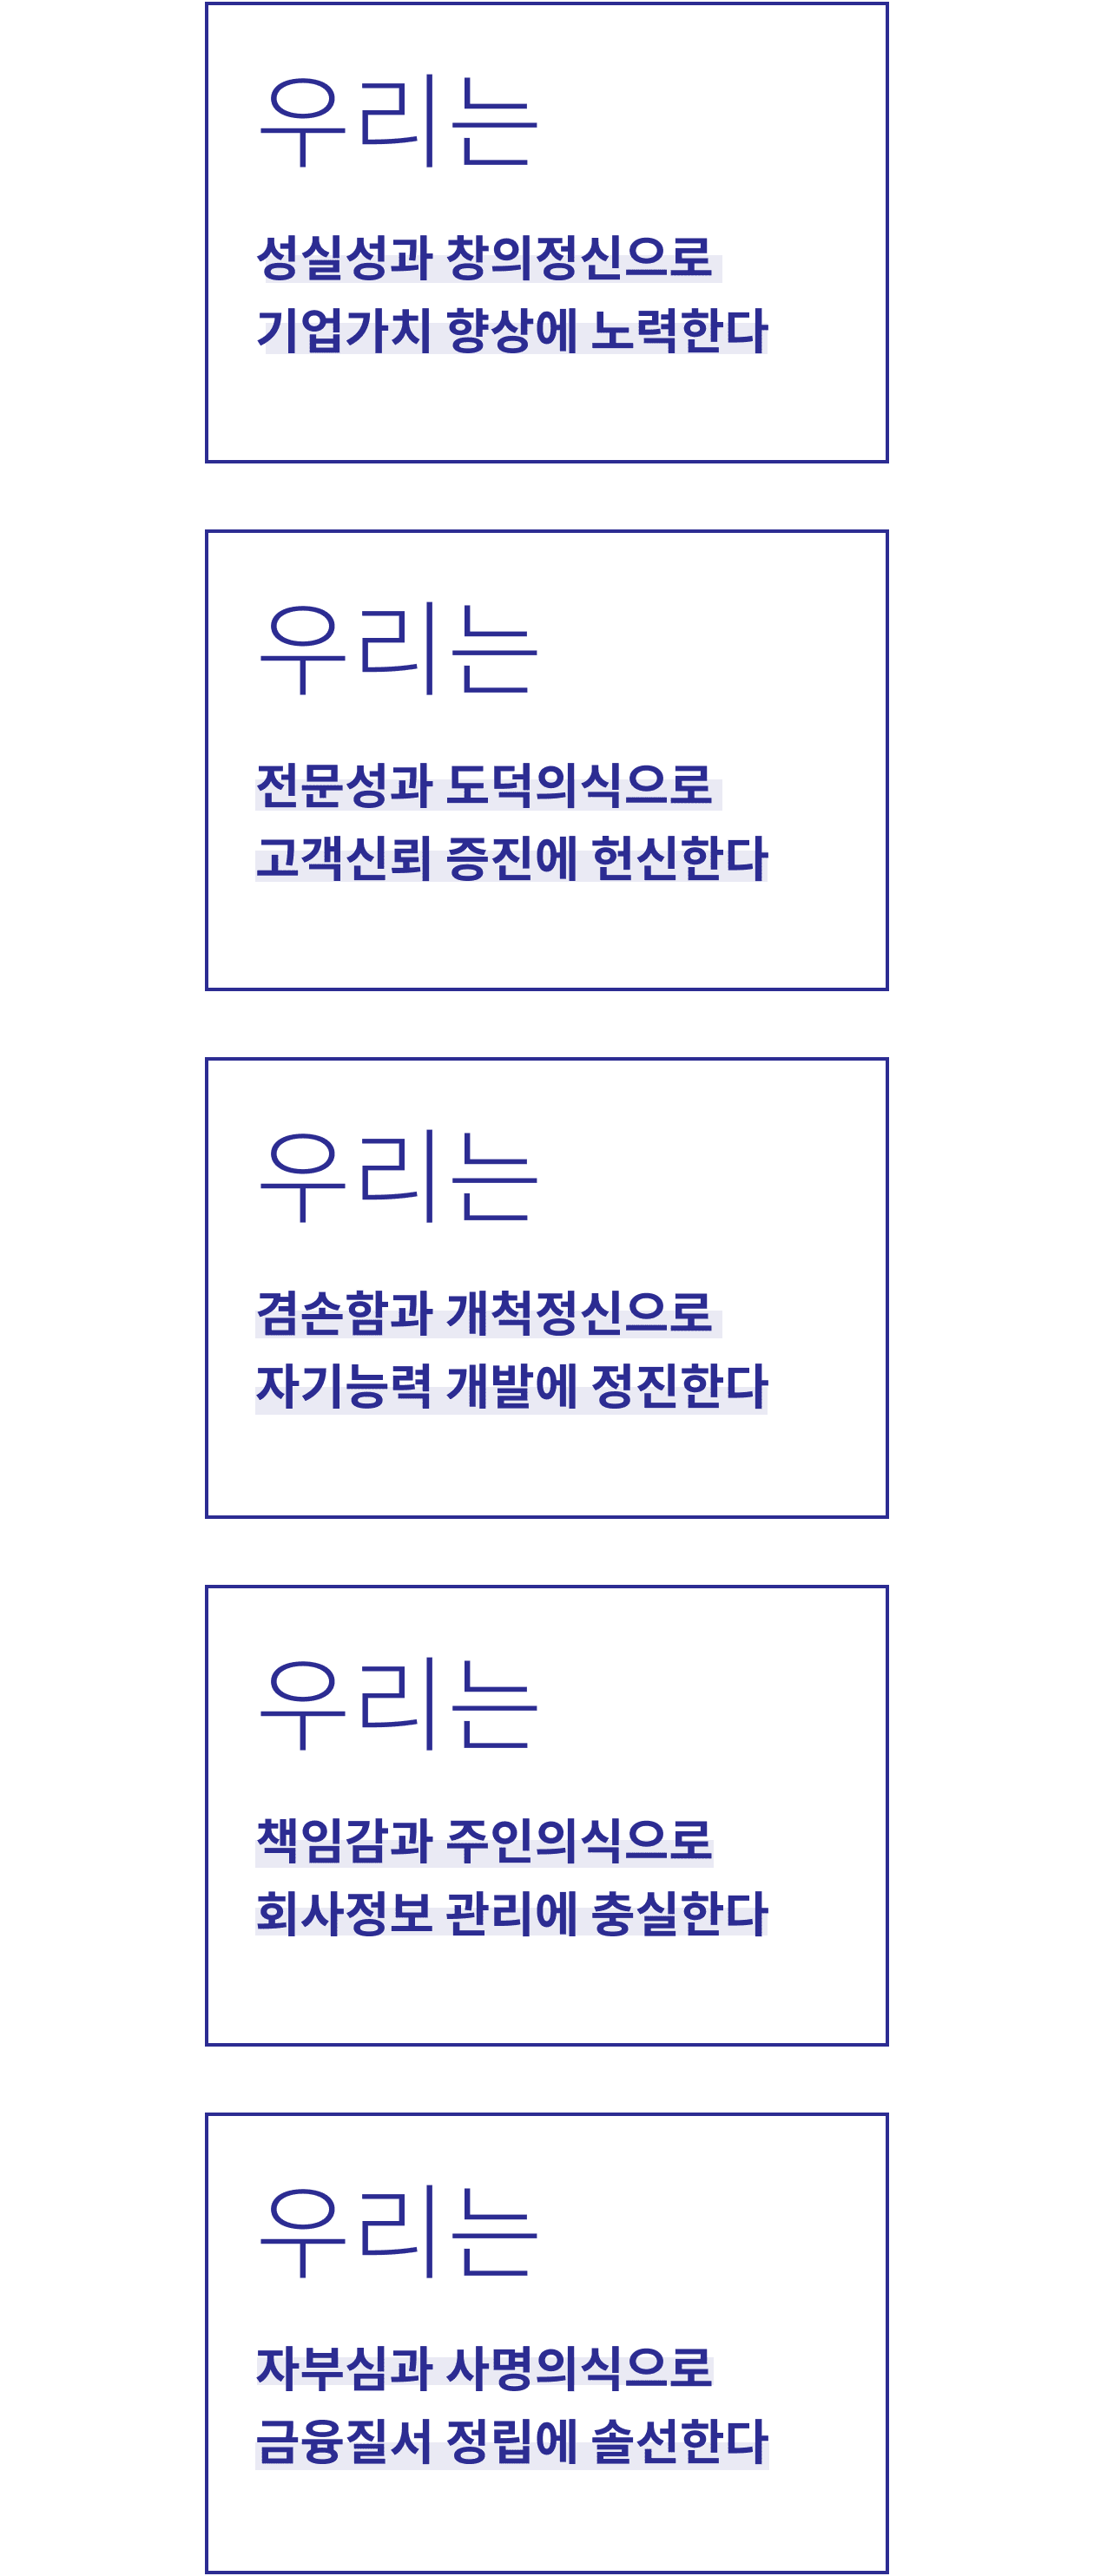 우리는
성실성과 창의정신으로
기업가치 향상에 노력한다
우리는
전문성과 도덕의식으로
고객신뢰 증진에 헌신한다
우리는
겸손함과 개척정신으로
자기능력 개발에 정진한다
우리는
책임감과 주인의식으로
회사정보 관리에 충실한다
우리는
자부심과 사명의식으로
금융질서 정립에 솔선한다